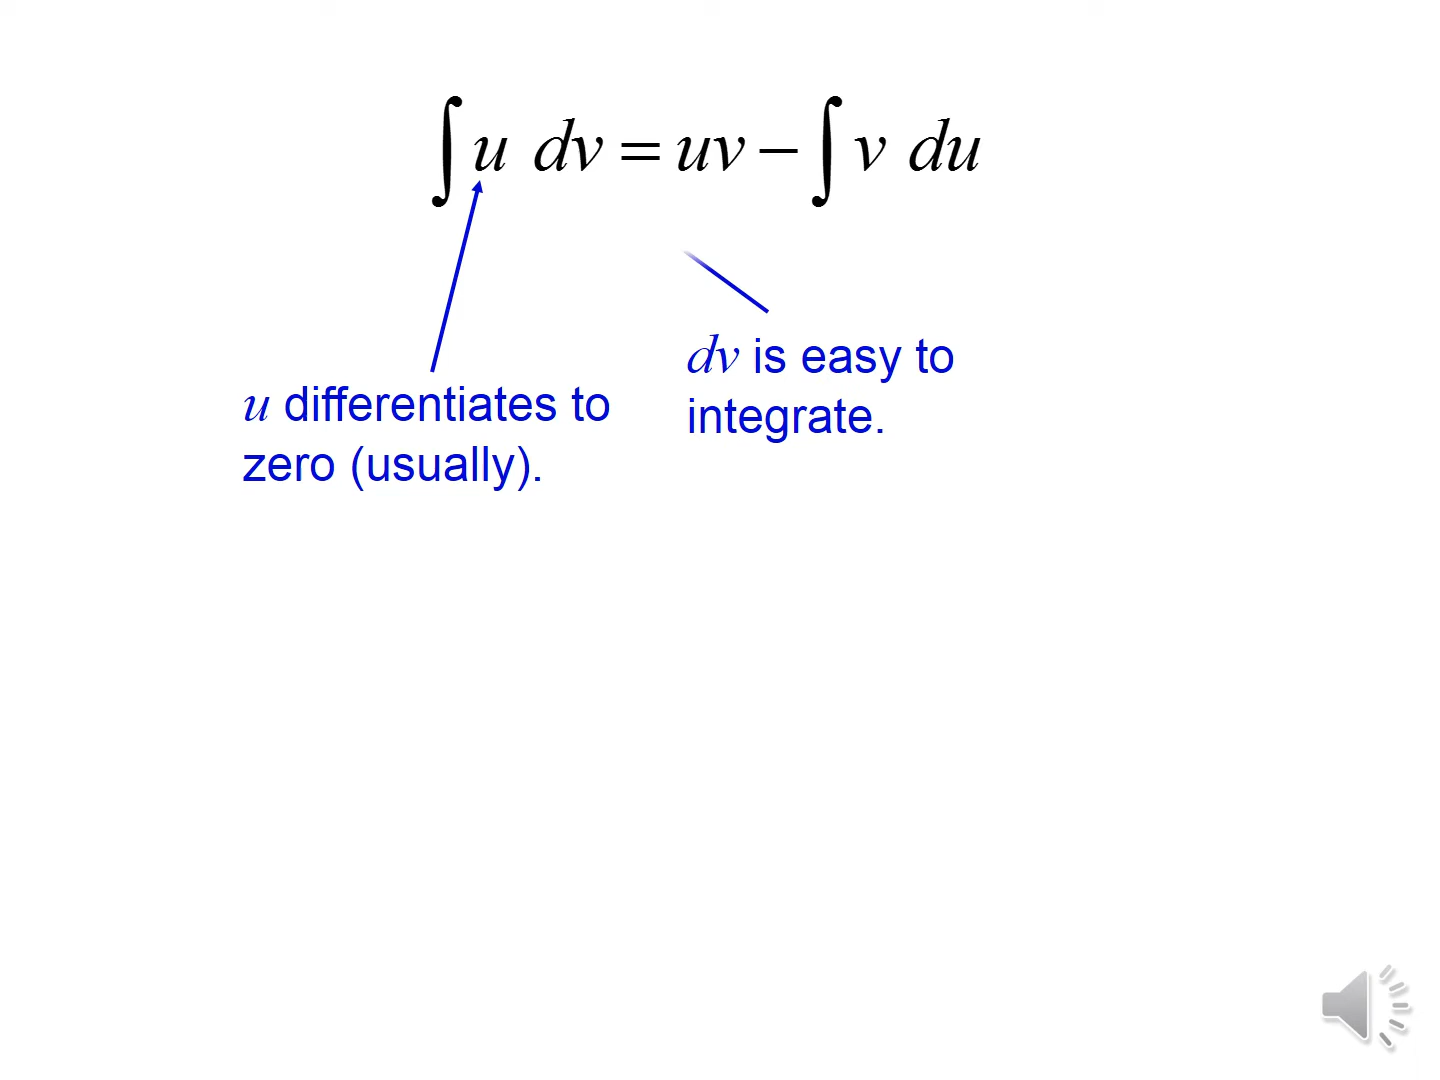 ∫ u dv = uv − ∫ v du
u differentiates to
zero (usually).
dv is easy to
integrate.